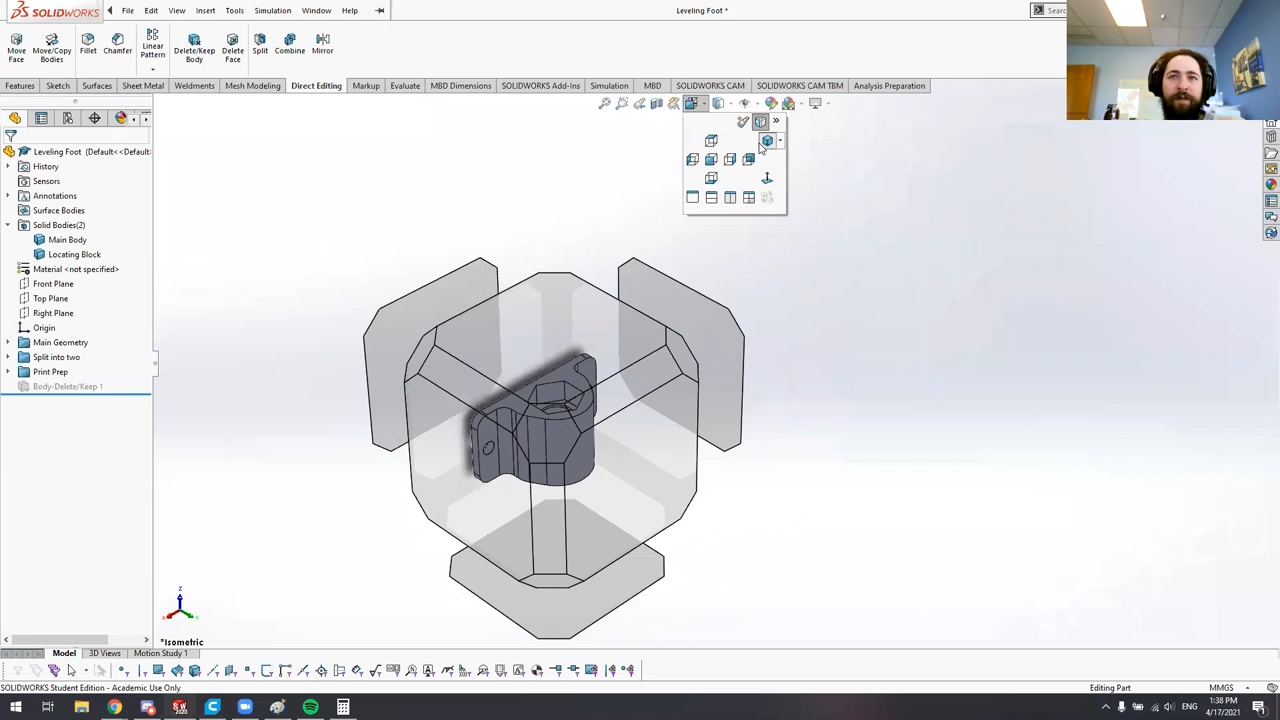 SOLIDWORKS
File Edit View Insert Tools Simulation Window Help
Leveling Foot *
Sear
Move Face
Move/Copy Bodies
Fillet
Chamfer
Linear Pattern
Delete/Keep Body
Delete Face
Split
Combine
Mirror
Features Sketch Surfaces Sheet Metal Weldments Mesh Modeling Direct Editing Markup Evaluate MBD Dimensions SOLIDWORKS Add-Ins Simulation MBD SOLIDWORKS CAM SOLIDWORKS CAM TBM Analysis Preparation
Leveling Foot (Default<<Default>
History
Sensors
Annotations
Surface Bodies
Solid Bodies(2)
Main Body
Locating Block
Material <not specified>
Front Plane
Top Plane
Right Plane
Origin
Main Geometry
Split into two
Print Prep
Body-Delete/Keep 1
Z
X
Y
*Isometric
Model 3D Views Motion Study 1
SOLIDWORKS Student Edition - Academic Use Only
Editing Part
MMGS
ENG
1:38 PM
4/17/2021